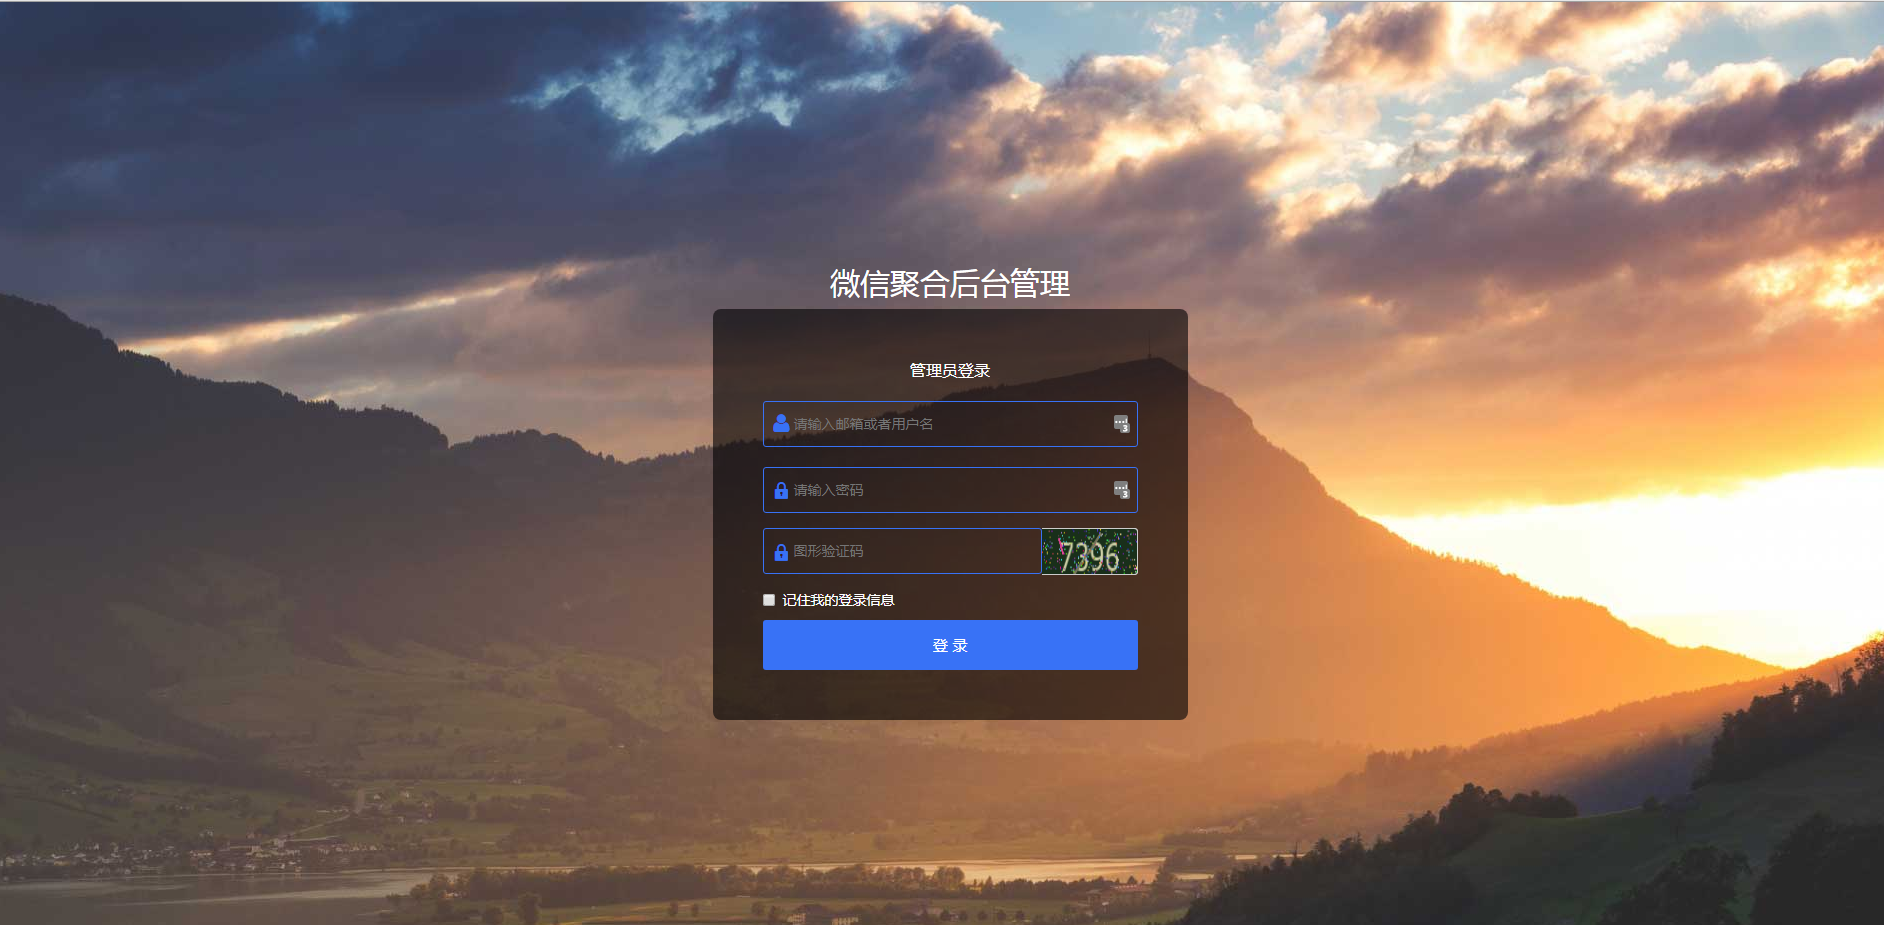 微信聚合后台管理
管理员登录
请输入邮箱或者用户名
3
请输入密码
3
图形验证码
7396
记住我的登录信息
登 录